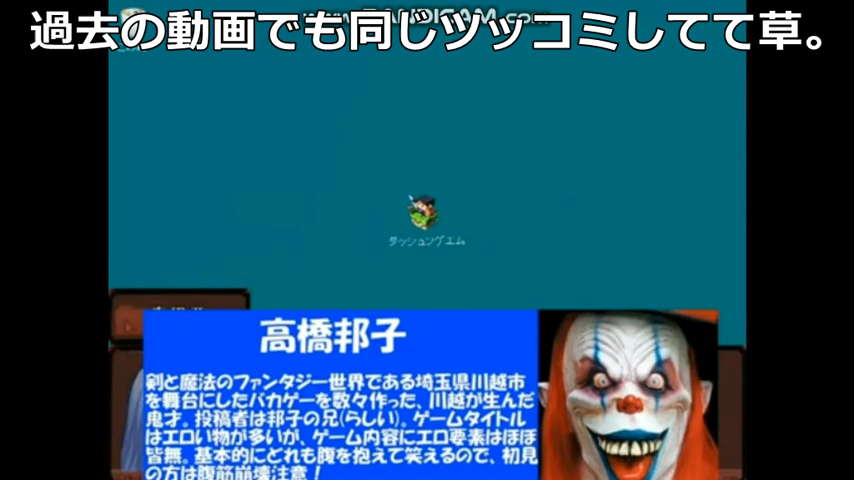 www.BANDICAM.com
過去の動画でも同じツッコミしてて草。
ダッシュンゲエム
高橋邦子
剣と魔法のファンタジー世界である埼玉県川越市
を舞台にしたバカゲーを数々作った、川越が生んだ
鬼才。投稿者は邦子の兄(らしい)。ゲームタイトル
はエロい物が多いが、ゲーム内容にエロ要素はほぼ
皆無。基本的にどれも腹を抱えて笑えるので、初見
の方は腹筋崩壊注意！